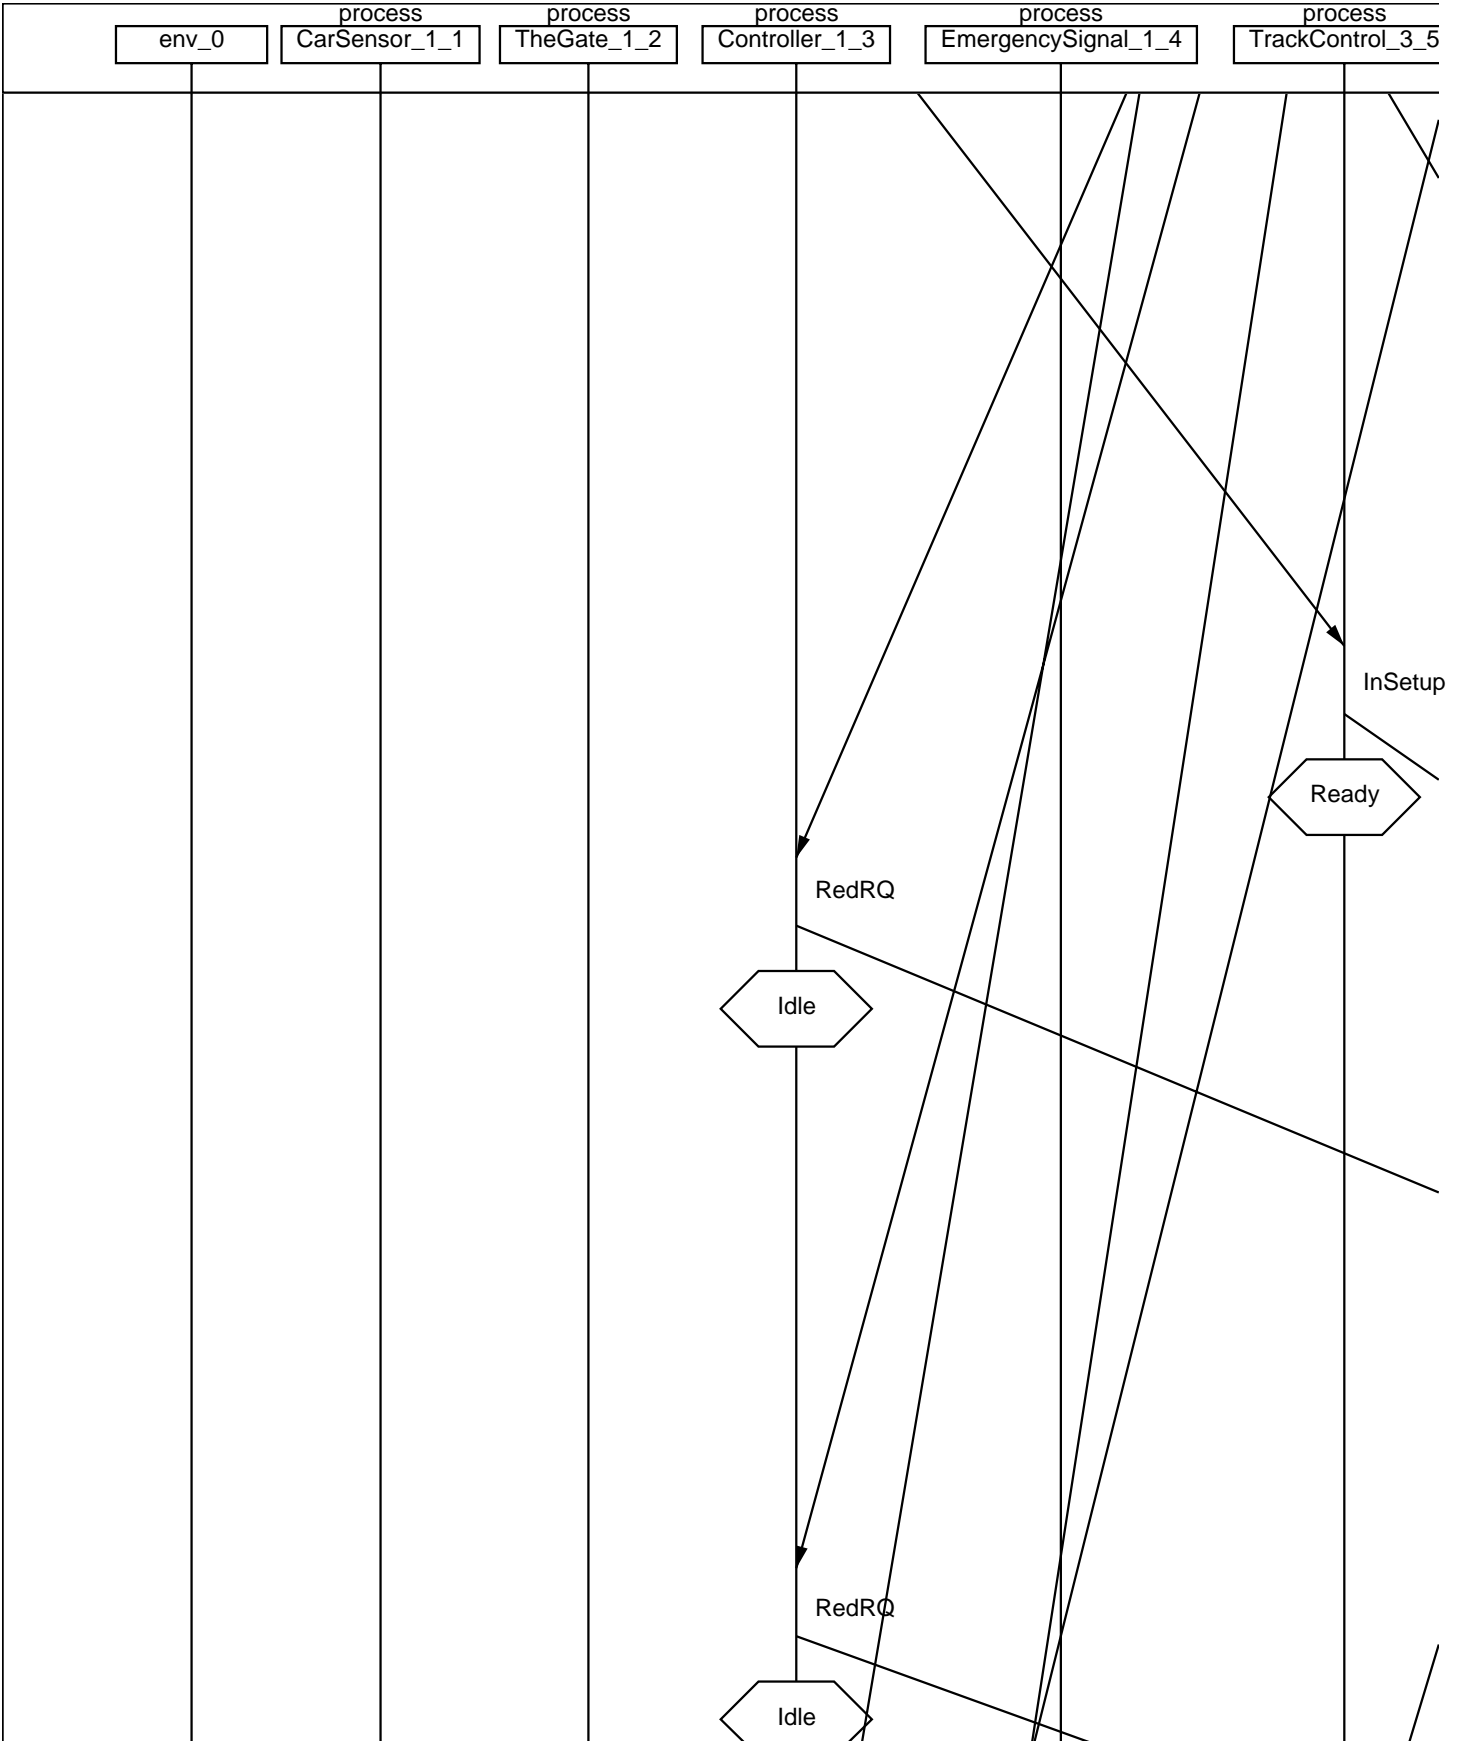 process process process process process
env_0 CarSensor_1_1 TheGate_1_2 Controller_1_3 EmergencySignal_1_4 TrackControl_3_5
InSetup
Ready
RedRQ
Idle
RedRQ
Idle